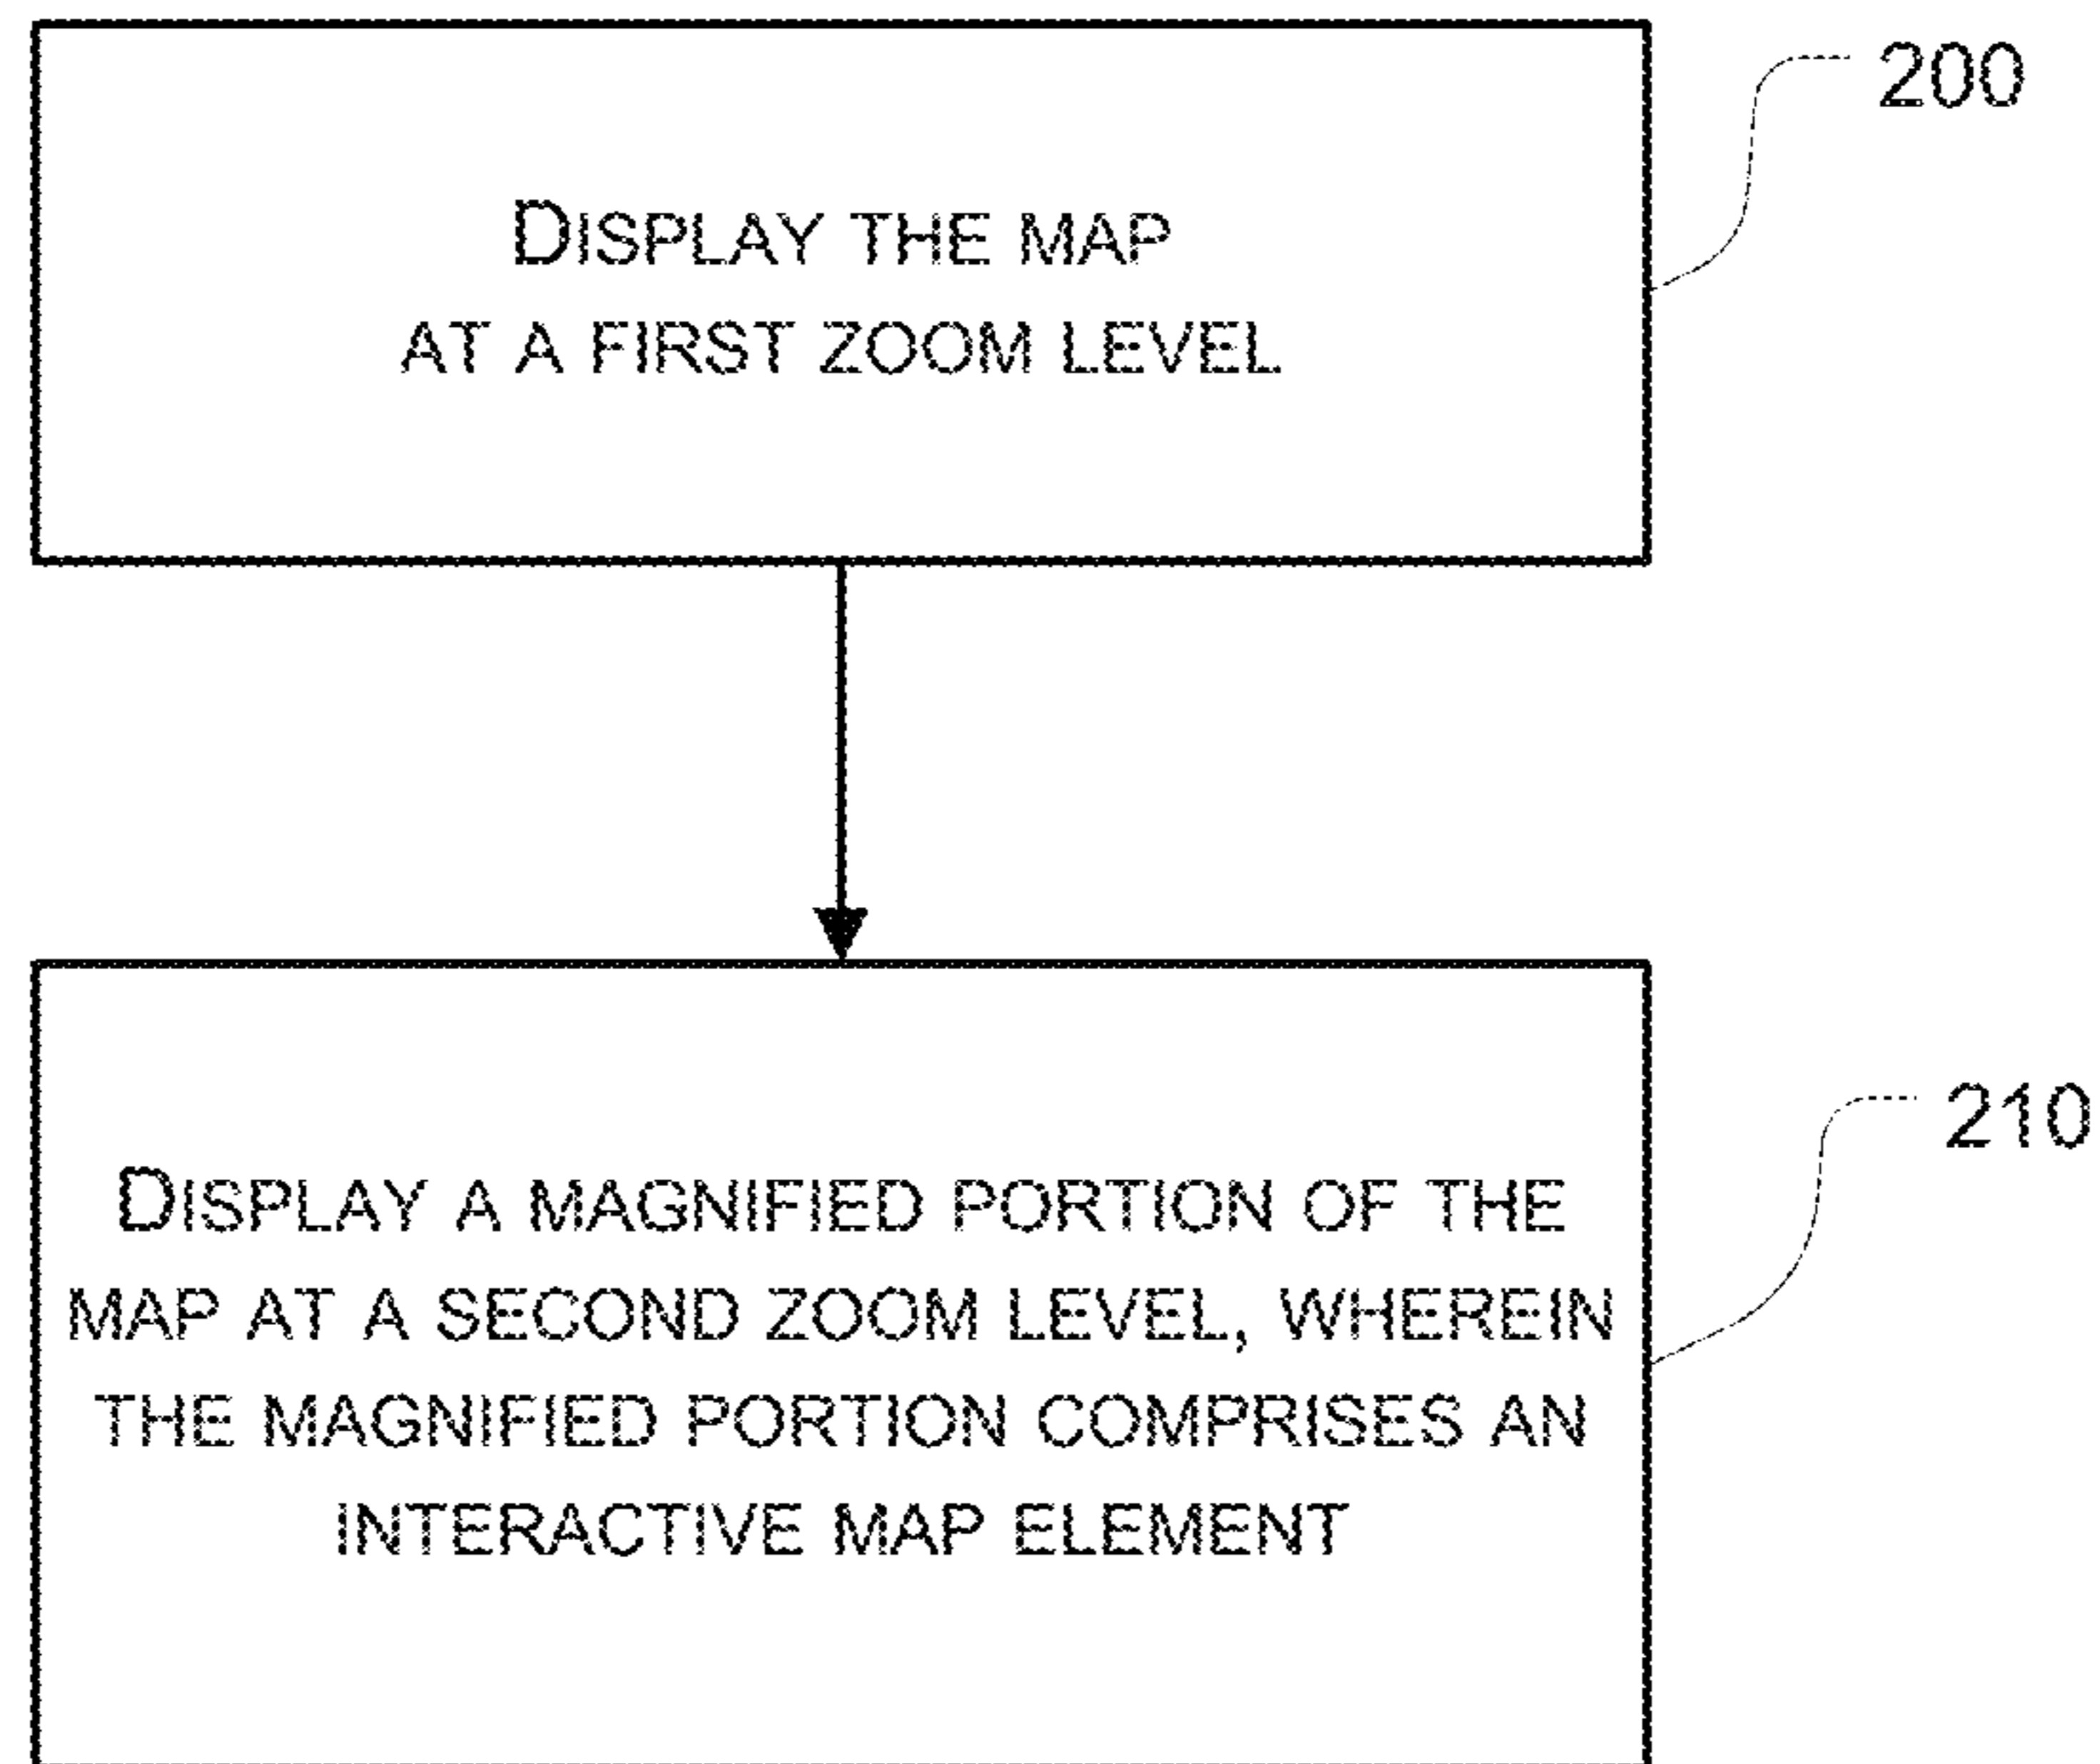 200
DISPLAY THE MAP
AT A FIRST ZOOM LEVEL
210
DISPLAY A MAGNIFIED PORTION OF THE
MAP AT A SECOND ZOOM LEVEL, WHEREIN
THE MAGNIFIED PORTION COMPRISES AN
INTERACTIVE MAP ELEMENT